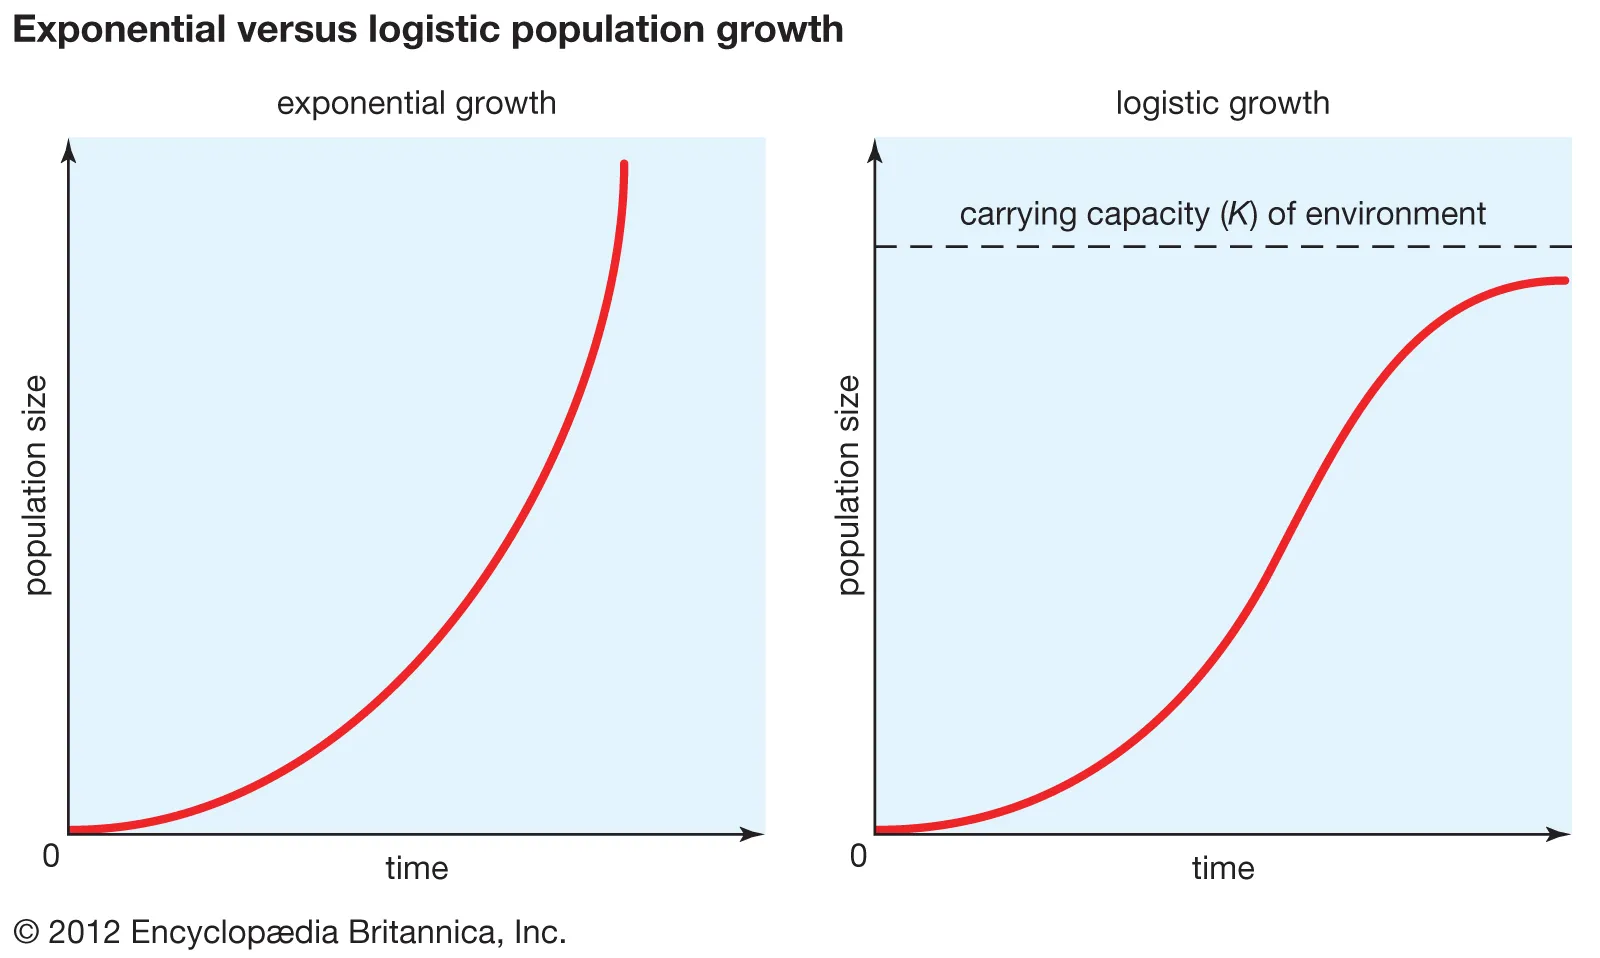 Exponential versus logistic population growth
exponential growth
population size
0
time
logistic growth
carrying capacity (K) of environment
population size
0
time
© 2012 Encyclopædia Britannica, Inc.